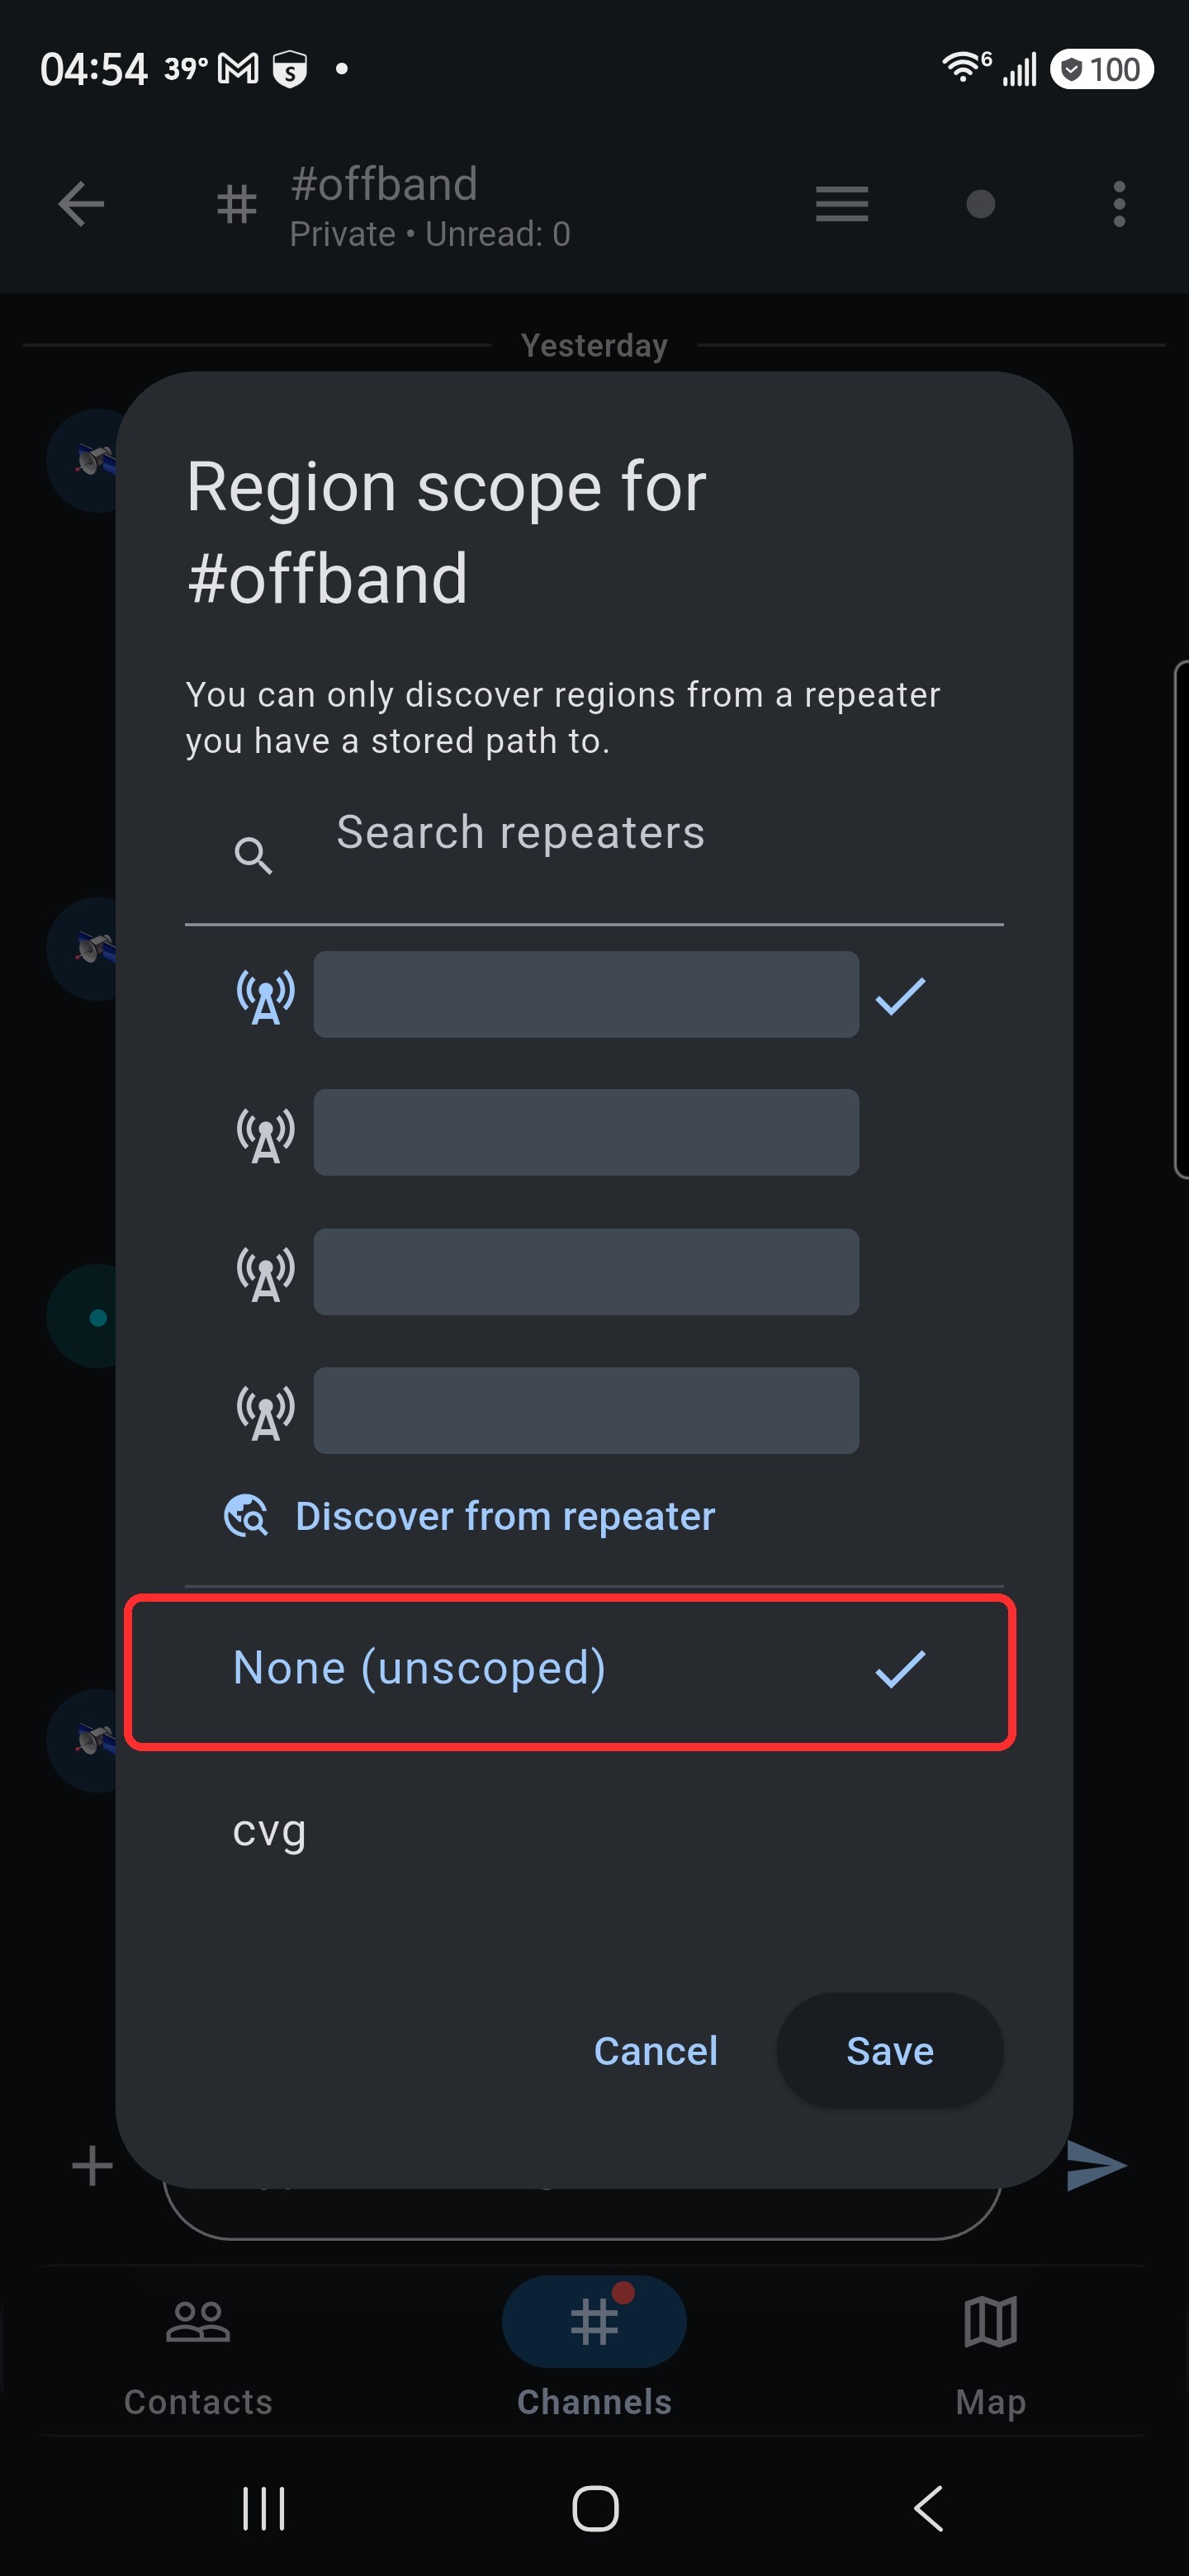 04:54 39° S 6 100
#offband
Private • Unread: 0
Yesterday
Region scope for
#offband
You can only discover regions from a repeater
you have a stored path to.
Search repeaters
Discover from repeater
None (unscoped)
cvg
Cancel
Save
Contacts
Channels
Map